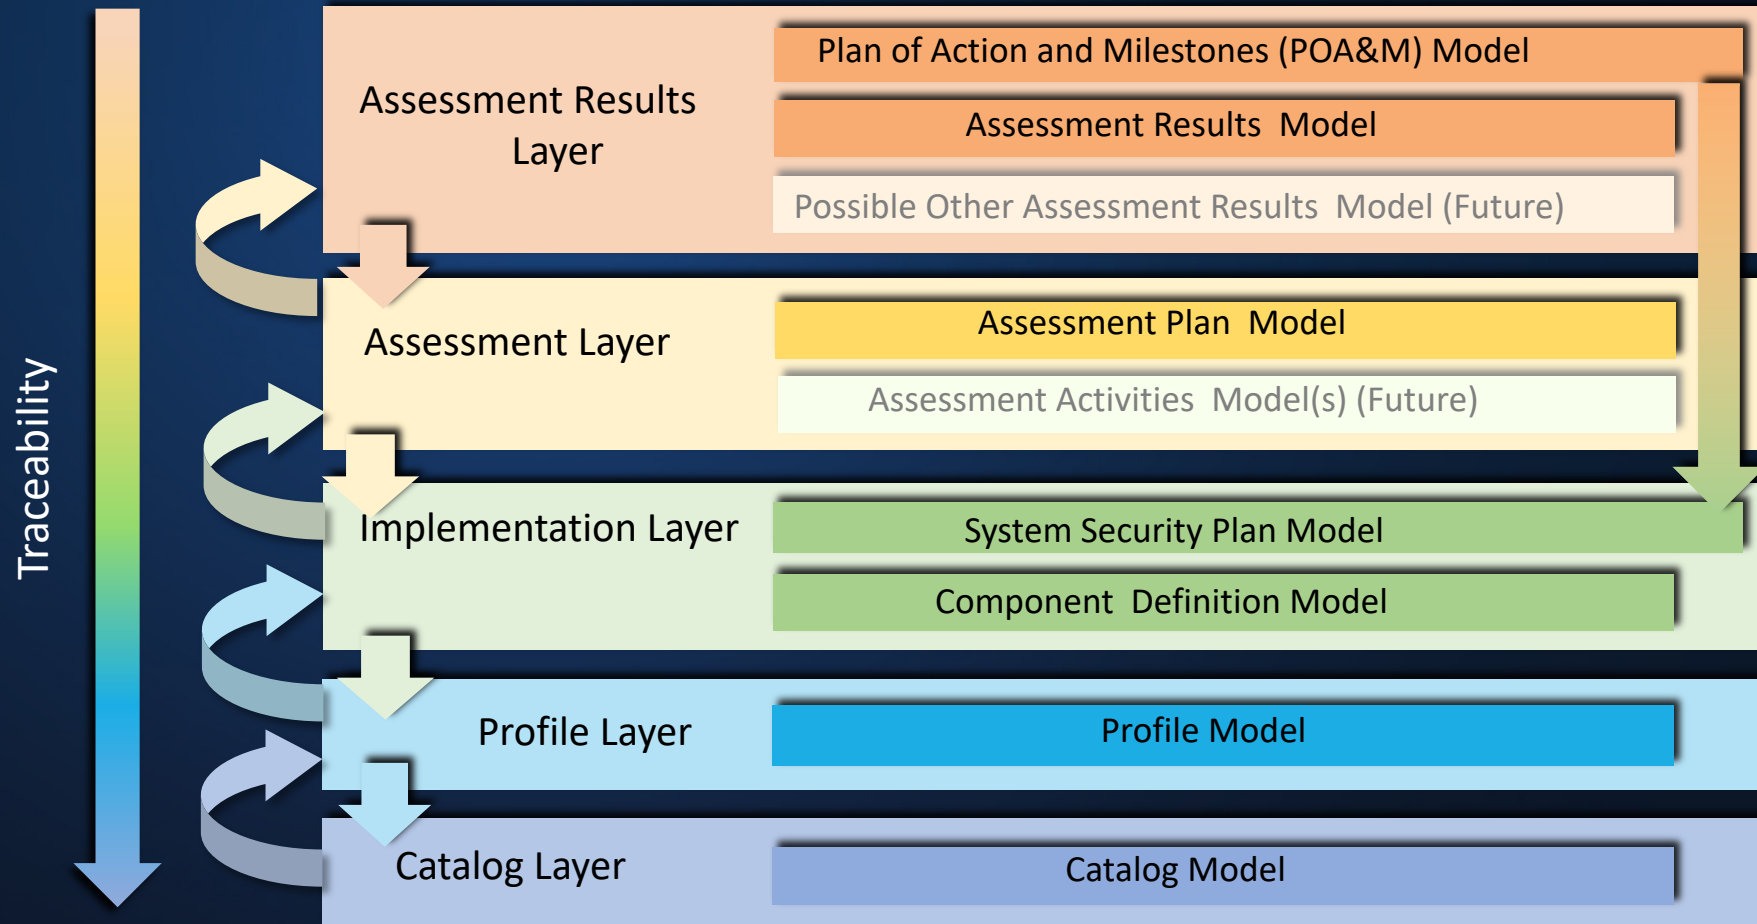 Traceability
Assessment Results
Layer
Plan of Action and Milestones (POA&M) Model
Assessment Results  Model
Possible Other Assessment Results  Model (Future)
Assessment Layer
Assessment Plan  Model
Assessment Activities  Model(s) (Future)
Implementation Layer
System Security Plan Model
Component  Definition Model
Profile Layer
Profile Model
Catalog Layer
Catalog Model